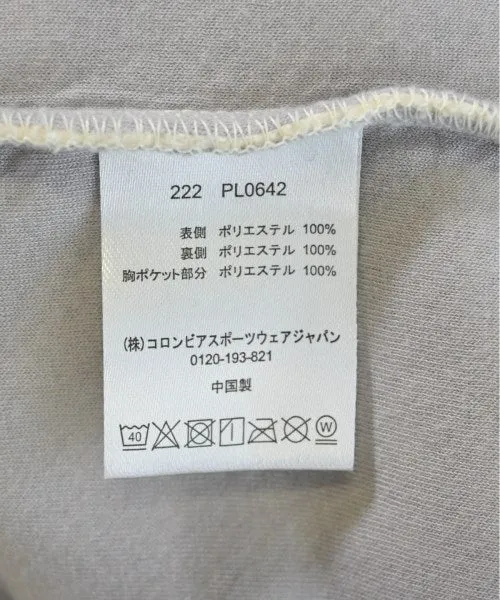 222 PL0642
表側 ポリエステル 100%
裏側 ポリエステル 100%
胸ポケット部分 ポリエステル 100%
(株)コロンビアスポーツウェアジャパン
0120-193-821
中国製
40 W